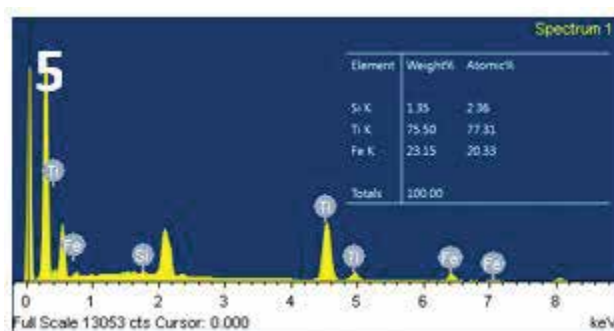 Spectrum 1
5
Element Weight% Atomic%
Si K 1.35 2.36
Ti K 75.50 77.31
Fe K 23.15 20.33
Totals 100.00
Ti
Fe
Si
Ti
Ti
Fe
Fe
0 1 2 3 4 5 6 7 8
Full Scale 13053 cts Cursor: 0.000 keV